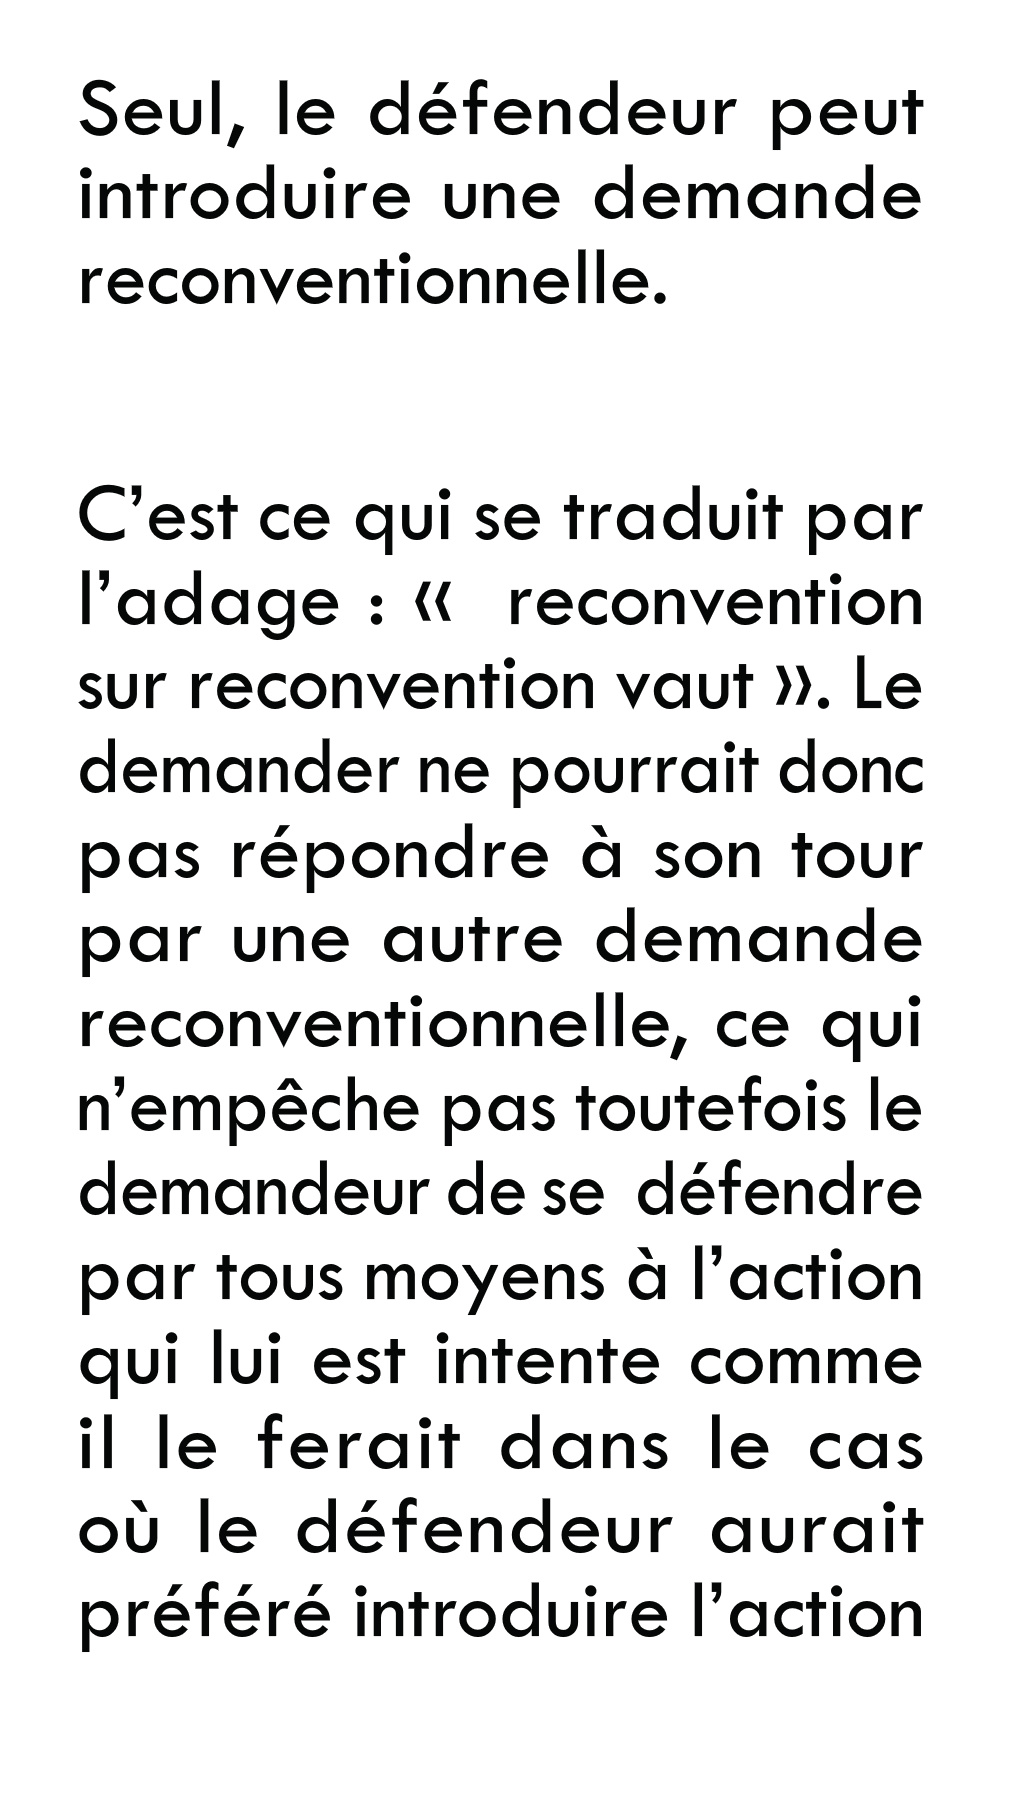 Seul, le défendeur peut
introduire une demande
reconventionnelle.
C’est ce qui se traduit par
l’adage : « reconvention
sur reconvention vaut ». Le
demander ne pourrait donc
pas répondre à son tour
par une autre demande
reconventionnelle, ce qui
n’empêche pas toutefois le
demandeur de se défendre
par tous moyens à l’action
qui lui est intente comme
il le ferait dans le cas
où le défendeur aurait
préféré introduire l’action